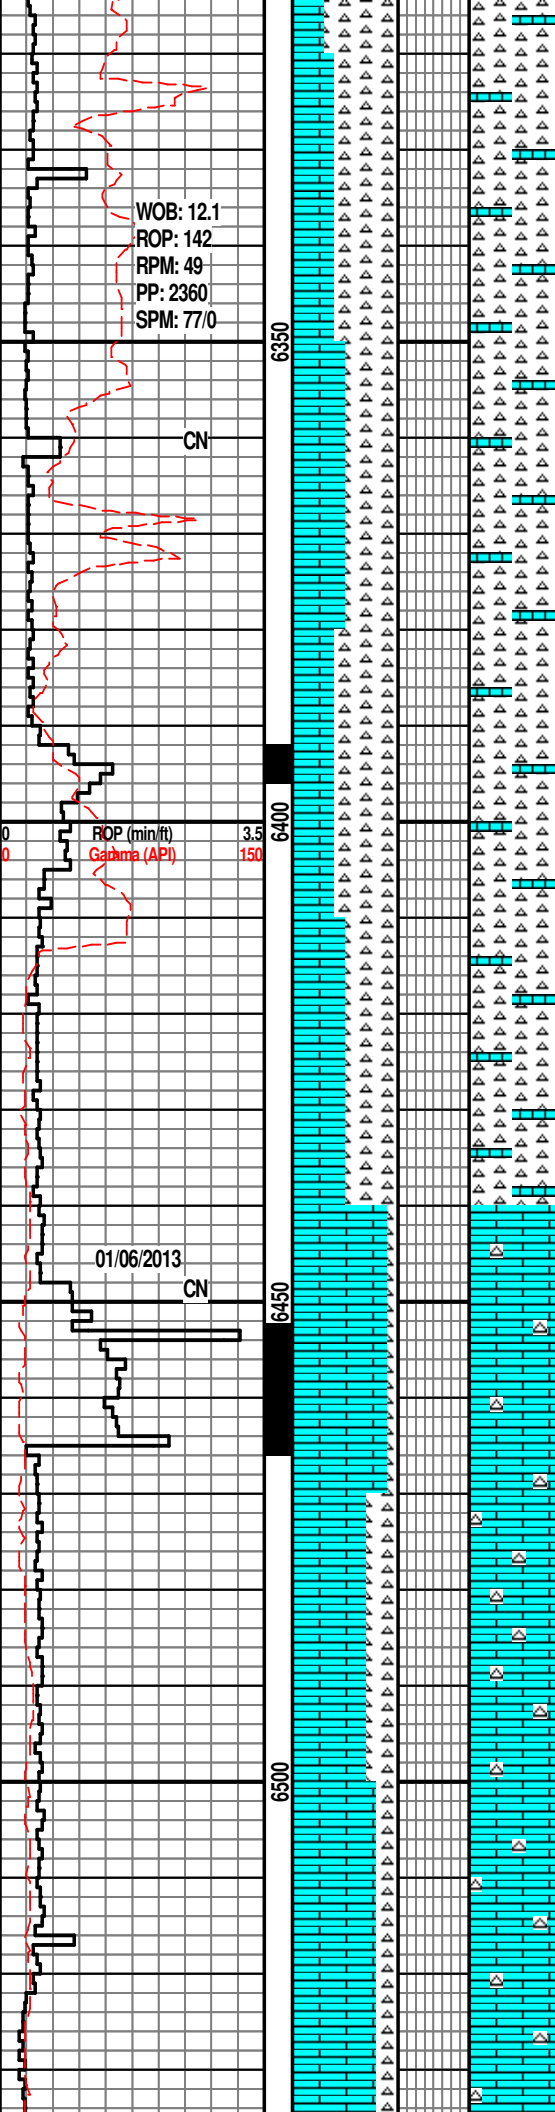 WOB: 12.1
ROP: 142
RPM: 49
PP: 2360
SPM: 77/0
6350
CN
6400
0 ROP (min/ft) 3.5
0 Gamma (API) 150
01/06/2013
CN
6450
6500